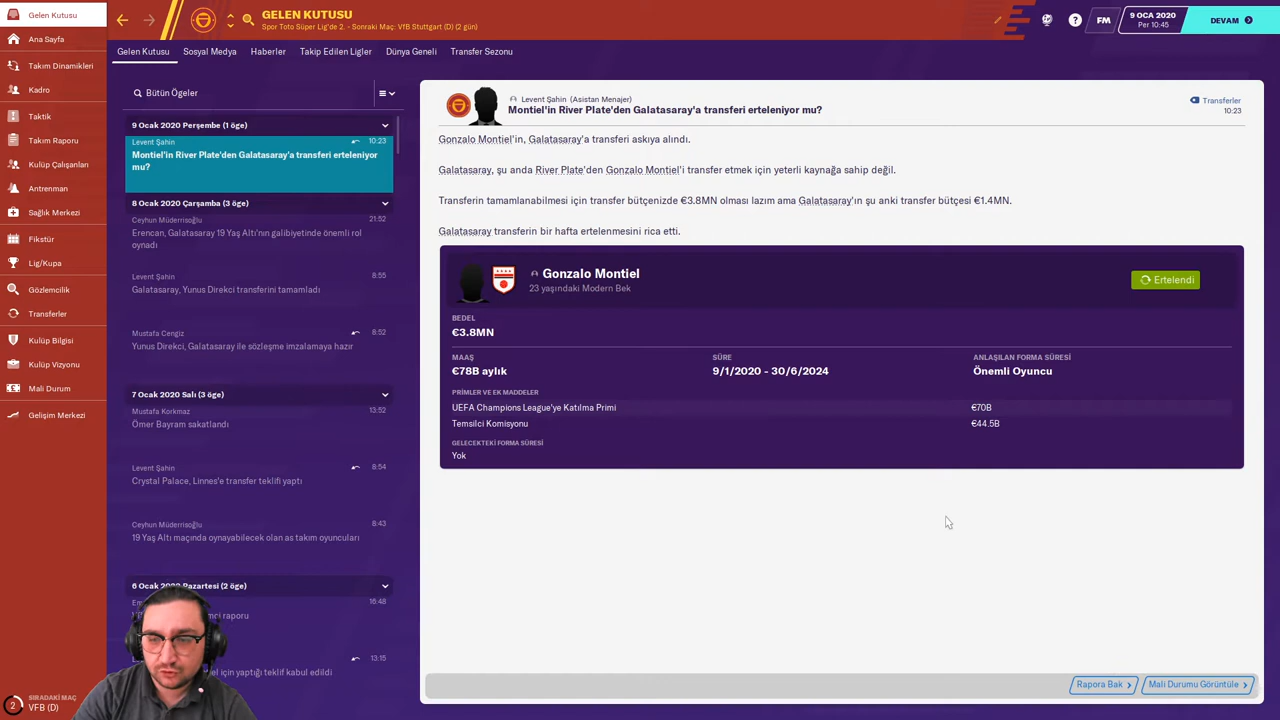 Gelen Kutusu
Ana Sayfa
Takım Dinamikleri
Kadro
Taktik
Takım Raporu
Kulüp Çalışanları
Antrenman
Sağlık Merkezi
Fikstür
Lig/Kupa
Gözlemcilik
Transferler
Kulüp Bilgisi
Kulüp Vizyonu
Mali Durum
Gelişim Merkezi
2
SIRADAKİ MAÇ
VFB (D)
GELEN KUTUSU
Spor Toto Süper Lig'de 2. - Sonraki Maç: VfB Stuttgart (D) (2 gün)
?
FM
9 OCA 2020
Per 10:45
DEVAM
Gelen Kutusu
Sosyal Medya
Haberler
Takip Edilen Ligler
Dünya Geneli
Transfer Sezonu
Bütün Ögeler
9 Ocak 2020 Perşembe (1 öge)
Levent Şahin 10:23
Montiel'in River Plate'den Galatasaray'a transferi erteleniyor
mu?
8 Ocak 2020 Çarşamba (3 öge)
Ceyhun Müderrisoğlu 21:52
Erencan, Galatasaray 19 Yaş Altı'nın galibiyetinde önemli rol
oynadı
Levent Şahin 8:55
Galatasaray, Yunus Direkci transferini tamamladı
Mustafa Cengiz 8:52
Yunus Direkci, Galatasaray ile sözleşme imzalamaya hazır
7 Ocak 2020 Salı (3 öge)
Mustafa Korkmaz 13:52
Ömer Bayram sakatlandı
Levent Şahin 8:54
Crystal Palace, Linnes'e transfer teklifi yaptı
Ceyhun Müderrisoğlu 8:43
19 Yaş Altı maçında oynayabilecek olan as takım oyuncuları
6 Ocak 2020 Pazartesi (2 öge)
16:48
raporu
13:15
için yaptığı teklif kabul edildi
Levent Şahin (Asistan Menajer)
Montiel'in River Plate'den Galatasaray'a transferi erteleniyor mu?
Transferler
10:23
Gonzalo Montiel'in, Galatasaray'a transferi askıya alındı.
Galatasaray, şu anda River Plate'den Gonzalo Montiel'i transfer etmek için yeterli kaynağa sahip değil.
Transferin tamamlanabilmesi için transfer bütçenizde €3.8MN olması lazım ama Galatasaray'ın şu anki transfer bütçesi €1.4MN.
Galatasaray transferin bir hafta ertelenmesini rica etti.
Gonzalo Montiel
23 yaşındaki Modern Bek
Ertelendi
BEDEL
€3.8MN
MAAŞ
€78B aylık
SÜRE
9/1/2020 - 30/6/2024
ANLAŞILAN FORMA SÜRESİ
Önemli Oyuncu
PRİMLER VE EK MADDELER
UEFA Champions League'ye Katılma Primi €70B
Temsilci Komisyonu €44.5B
GELECEKTEKİ FORMA SÜRESİ
Yok
Rapora Bak
Mali Durumu Görüntüle